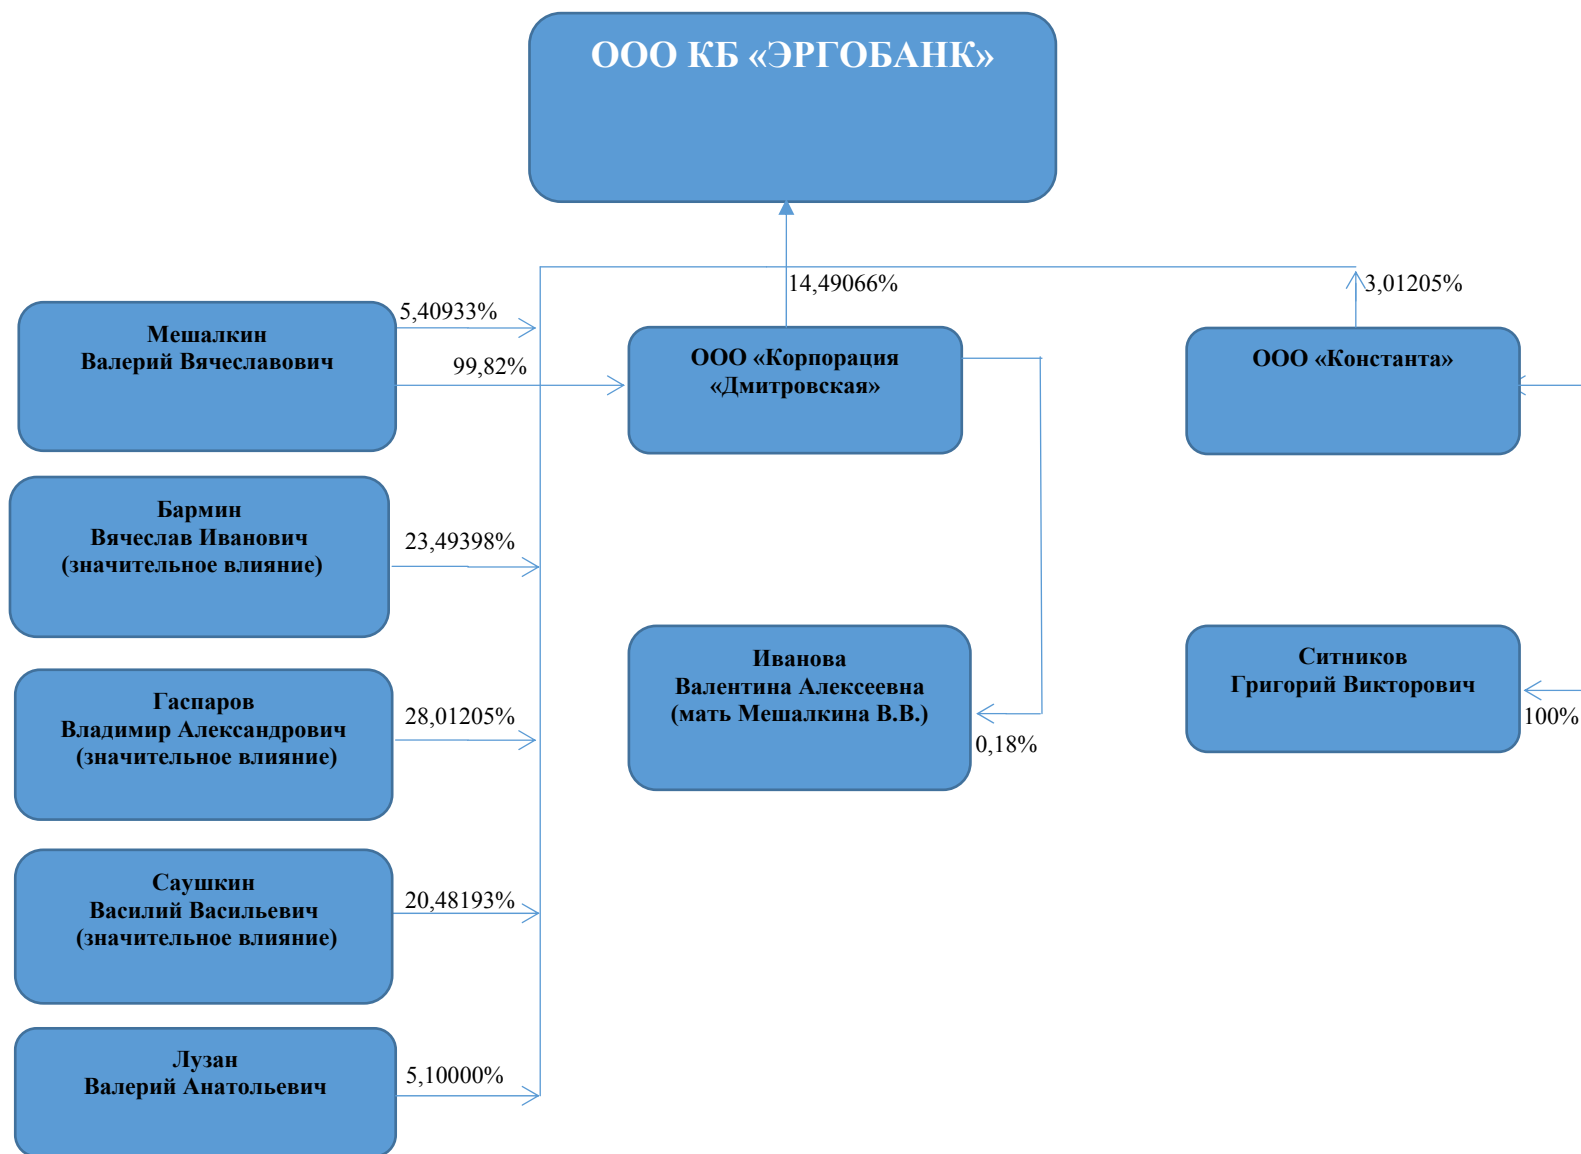 ООО КБ «ЭРГОБАНК»
14,49066%
3,01205%
5,40933%
Мешалкин
Валерий Вячеславович
99,82%
ООО «Корпорация
«Дмитровская»
ООО «Константа»
Бармин
Вячеслав Иванович
(значительное влияние)
23,49398%
Иванова
Валентина Алексеевна
(мать Мешалкина В.В.)
0,18%
Ситников
Григорий Викторович
100%
Гаспаров
Владимир Александрович
(значительное влияние)
28,01205%
Саушкин
Василий Васильевич
(значительное влияние)
20,48193%
Лузан
Валерий Анатольевич
5,10000%